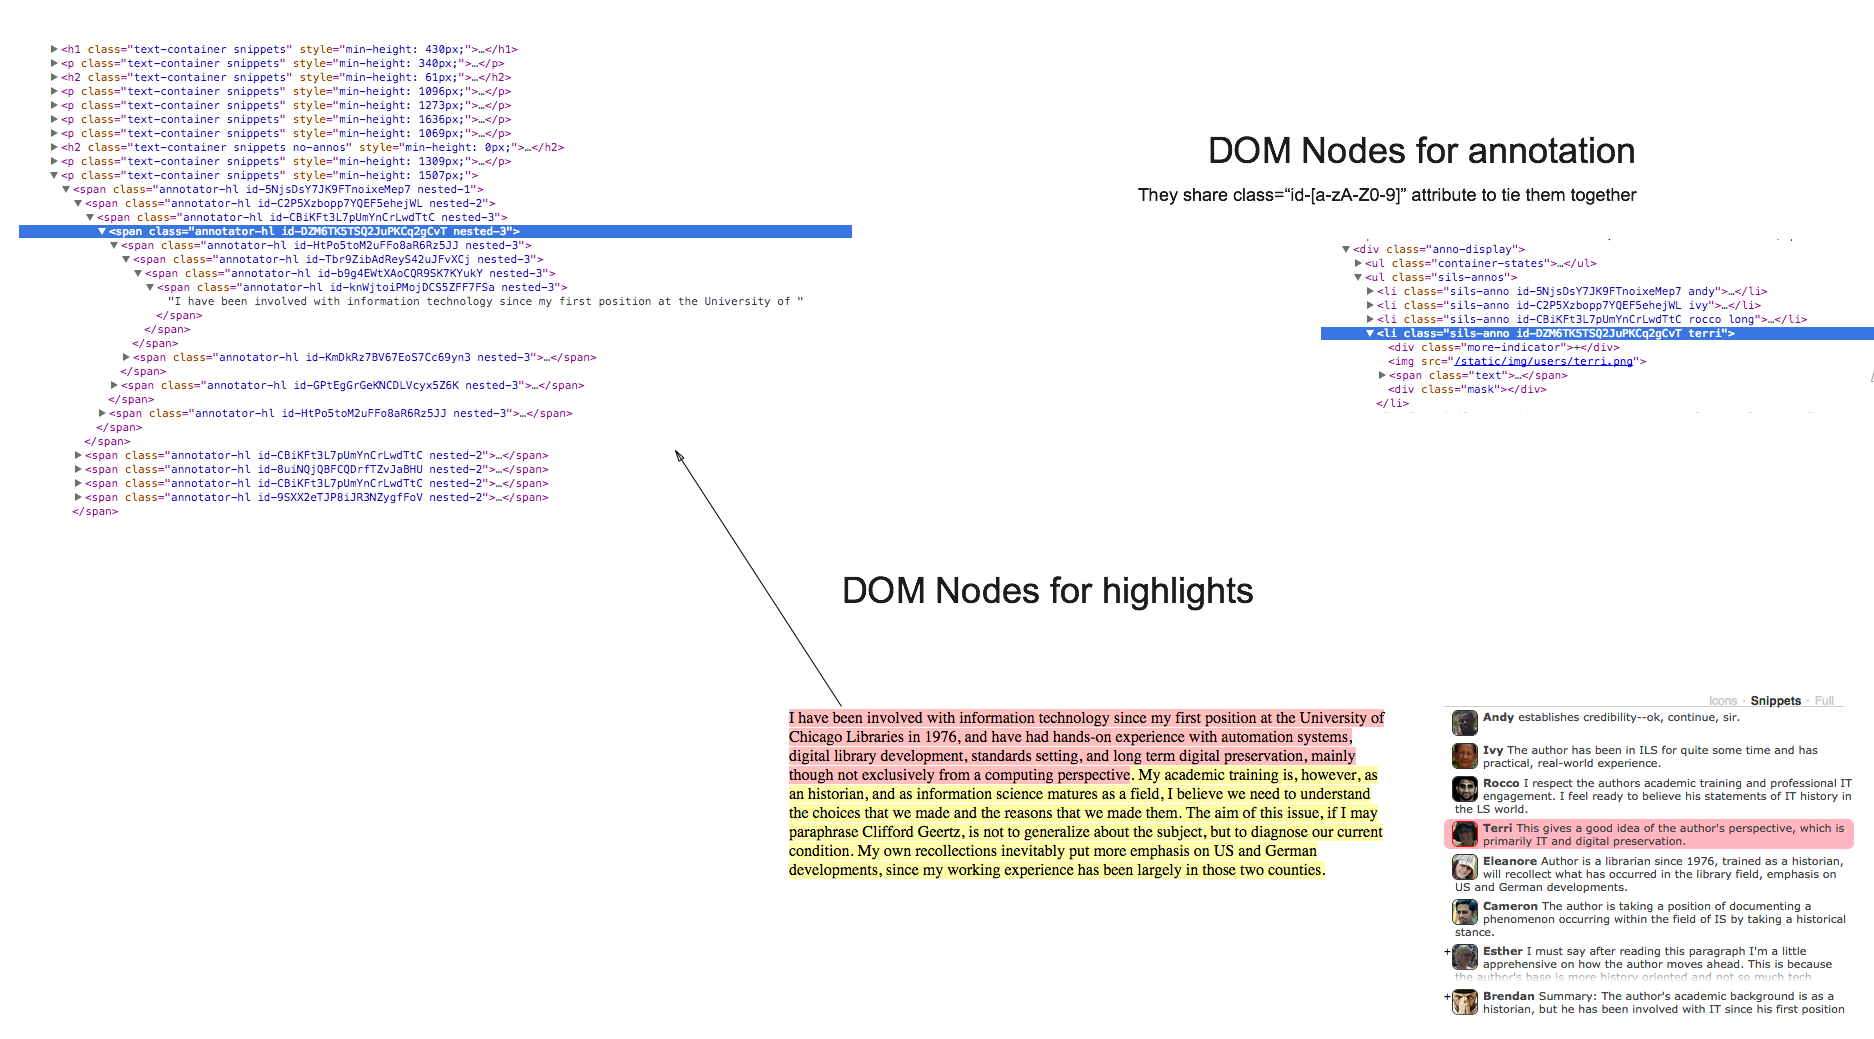 ▶<h1 class="text-container snippets" style="min-height: 430px;">…</h1>
▶<p class="text-container snippets" style="min-height: 340px;">…</p>
▶<h2 class="text-container snippets" style="min-height: 61px;">…</h2>
▶<p class="text-container snippets" style="min-height: 1096px;">…</p>
▶<p class="text-container snippets" style="min-height: 1273px;">…</p>
▶<p class="text-container snippets" style="min-height: 1636px;">…</p>
▶<p class="text-container snippets" style="min-height: 1069px;">…</p>
▶<h2 class="text-container snippets no-annos" style="min-height: 0px;">…</h2>
▶<p class="text-container snippets" style="min-height: 1309px;">…</p>
▼<p class="text-container snippets" style="min-height: 1507px;">
▼<span class="annotator-hl id-5NjsDsY7JK9FTnoixeMep7 nested-1">
▼<span class="annotator-hl id-C2P5Xzbopp7YQEF5ehejWL nested-2">
▼<span class="annotator-hl id-CBiKFt3L7pUmYnCrLwdTtC nested-3">
▼<span class="annotator-hl id-DZM6TK5TSQ2JuPKCq2gCvT nested-3">
▼<span class="annotator-hl id-HtPo5toM2uFFo8aR6Rz5JJ nested-3">
▼<span class="annotator-hl id-Tbr9ZibAdReyS42uJFvXCj nested-3">
▼<span class="annotator-hl id-b9g4EWtXAoCQR9SK7KYukY nested-3">
▼<span class="annotator-hl id-knWjtoiPMojDCS5ZFF7FSa nested-3">
"I have been involved with information technology since my first position at the University of "
</span>
</span>
</span>
▶<span class="annotator-hl id-KmDkRz7BV67EoS7Cc69yn3 nested-3">…</span>
</span>
▶<span class="annotator-hl id-GPtEgGrGeKNCDLVcyx5Z6K nested-3">…</span>
</span>
▶<span class="annotator-hl id-HtPo5toM2uFFo8aR6Rz5JJ nested-3">…</span>
</span>
</span>
▶<span class="annotator-hl id-CBiKFt3L7pUmYnCrLwdTtC nested-2">…</span>
▶<span class="annotator-hl id-8uiNQjQBFCQDrfTZvJaBHU nested-2">…</span>
▶<span class="annotator-hl id-CBiKFt3L7pUmYnCrLwdTtC nested-2">…</span>
▶<span class="annotator-hl id-9SXX2eTJP8iJR3NZygfFoV nested-2">…</span>
</span>
DOM Nodes for annotation
They share class=“id-[a-zA-Z0-9]” attribute to tie them together
▼<div class="anno-display">
▶<ul class="container-states">…</ul>
▼<ul class="sils-annos">
▶<li class="sils-anno id-5NjsDsY7JK9FTnoixeMep7 andy">…</li>
▶<li class="sils-anno id-C2P5Xzbopp7YQEF5ehejWL ivy">…</li>
▶<li class="sils-anno id-CBiKFt3L7pUmYnCrLwdTtC rocco long">…</li>
▼<li class="sils-anno id-DZM6TK5TSQ2JuPKCq2gCvT terri">
<div class="more-indicator">+</div>
<img src="/static/img/users/terri.png">
▶<span class="text">…</span>
<div class="mask"></div>
</li>
DOM Nodes for highlights
I have been involved with information technology since my first position at the University of
Chicago Libraries in 1976, and have had hands-on experience with automation systems,
digital library development, standards setting, and long term digital preservation, mainly
though not exclusively from a computing perspective. My academic training is, however, as
an historian, and as information science matures as a field, I believe we need to understand
the choices that we made and the reasons that we made them. The aim of this issue, if I may
paraphrase Clifford Geertz, is not to generalize about the subject, but to diagnose our current
condition. My own recollections inevitably put more emphasis on US and German
developments, since my working experience has been largely in those two counties.
Icons · Snippets · Full
Andy establishes credibility--ok, continue, sir.
Ivy The author has been in ILS for quite some time and has
practical, real-world experience.
Rocco I respect the authors academic training and professional IT
engagement. I feel ready to believe his statements of IT history in
the LS world.
Terri This gives a good idea of the author's perspective, which is
primarily IT and digital preservation.
Eleanore Author is a librarian since 1976, trained as a historian,
will recollect what has occurred in the library field, emphasis on
US and German developments.
Cameron The author is taking a position of documenting a
phenomenon occurring within the field of IS by taking a historical
stance.
+ Esther I must say after reading this paragraph I'm a little
apprehensive on how the author moves ahead. This is because
the author's base is more history oriented and not so much tech
+ Brendan Summary: The author's academic background is as a
historian, but he has been involved with IT since his first position